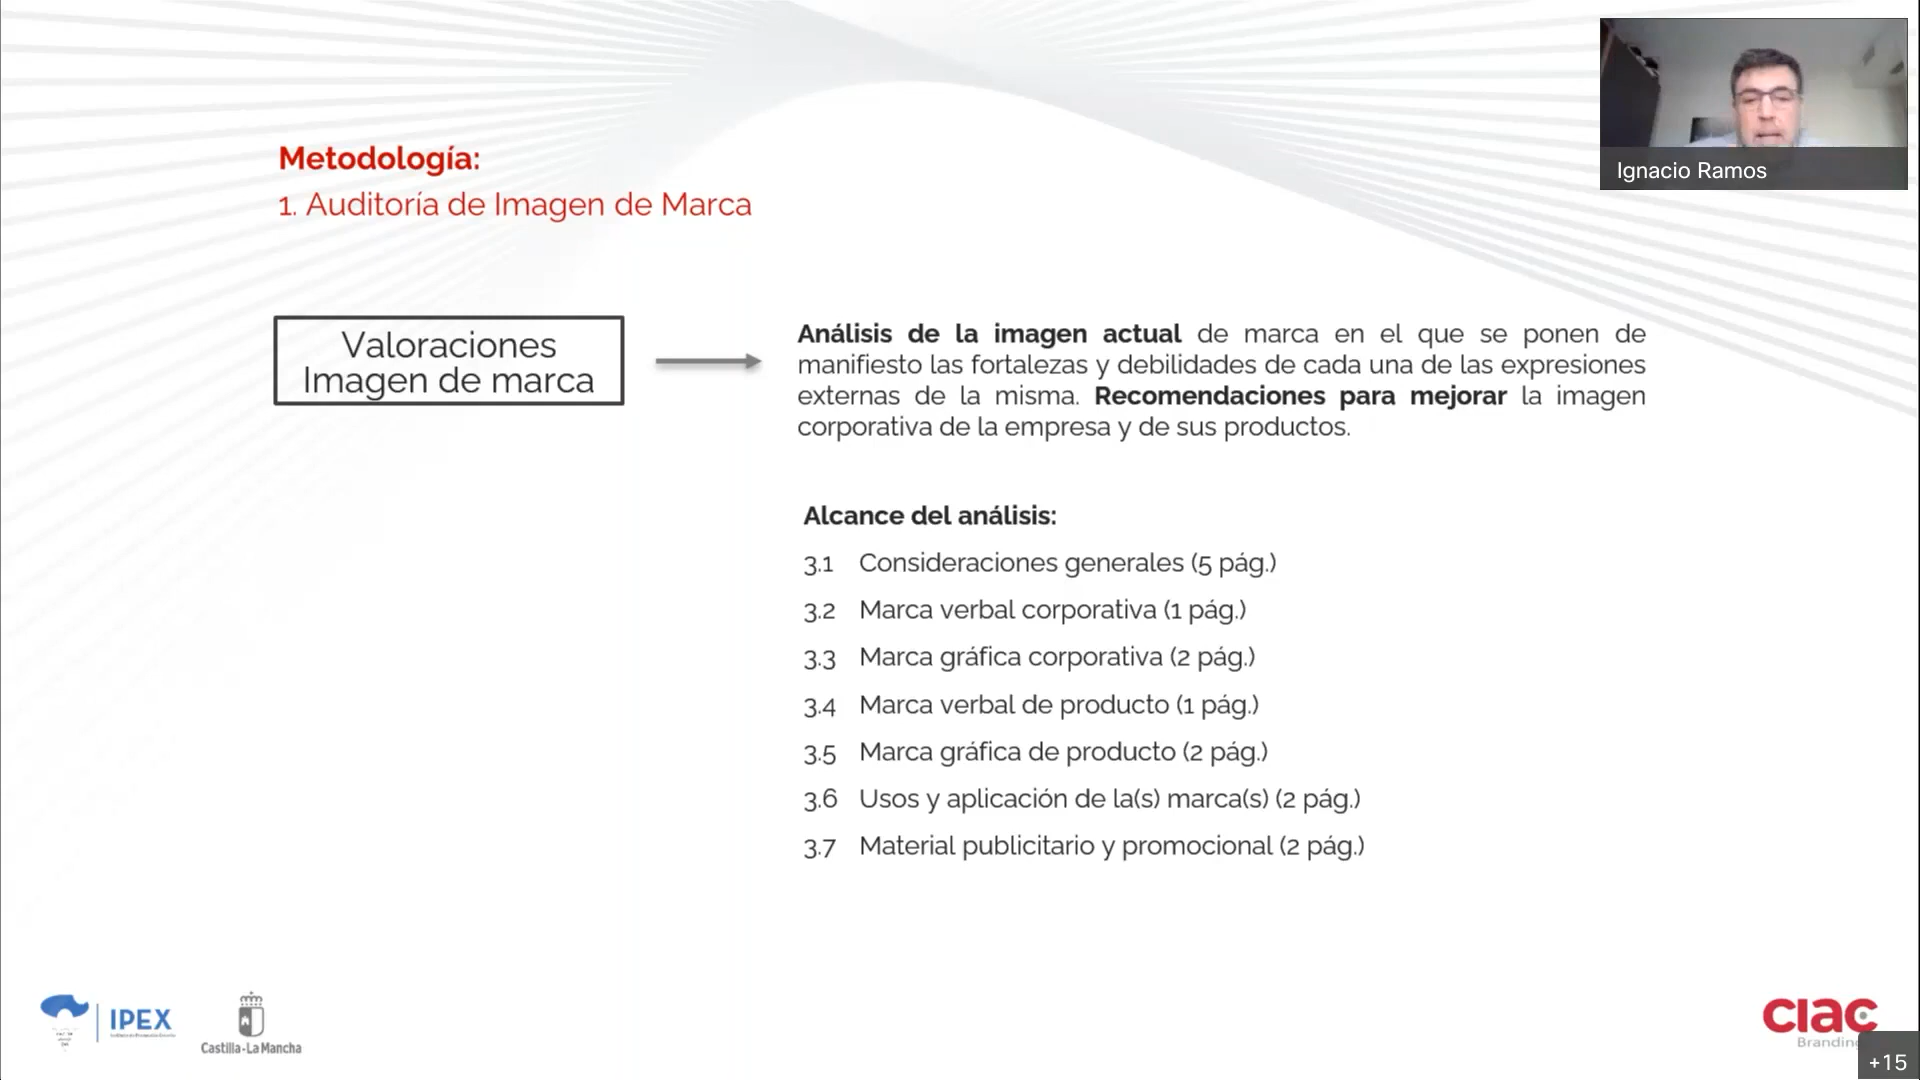 Metodología:
1. Auditoría de Imagen de Marca
Ignacio Ramos
Valoraciones
Imagen de marca
Análisis de la imagen actual de marca en el que se ponen de
manifiesto las fortalezas y debilidades de cada una de las expresiones
externas de la misma. Recomendaciones para mejorar la imagen
corporativa de la empresa y de sus productos.
Alcance del análisis:
3.1 Consideraciones generales (5 pág.)
3.2 Marca verbal corporativa (1 pág.)
3.3 Marca gráfica corporativa (2 pág.)
3.4 Marca verbal de producto (1 pág.)
3.5 Marca gráfica de producto (2 pág.)
3.6 Usos y aplicación de la(s) marca(s) (2 pág.)
3.7 Material publicitario y promocional (2 pág.)
IPEX
Castilla-La Mancha
CIAC
Branding
+15